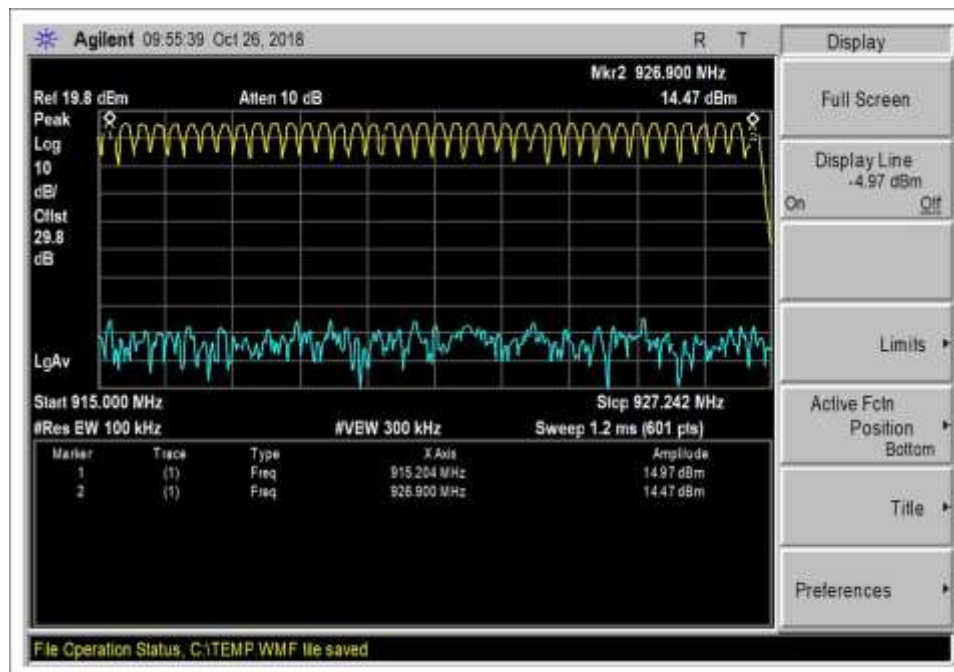 Agilent 09:55:39 Oct 26, 2018
R T
Mkr2 926.900 MHz
Ref 19.8 dBm
Atten 10 dB
14.47 dBm
Peak
Log
10
dB/
Offst
29.8
dB
LgAv
Start 915.000 MHz
Stop 927.242 MHz
#Res BW 100 kHz
#VBW 300 kHz
Sweep 1.2 ms (601 pts)
Marker Trace Type X Axis Amplitude
1 (1) Freq 915.204 MHz 14.97 dBm
2 (1) Freq 926.900 MHz 14.47 dBm
File Operation Status, C:\TEMP.WMF file saved
Display
Full Screen
Display Line
-4.97 dBm
On Off
Limits
Active Fctn
Position
Bottom
Title
Preferences